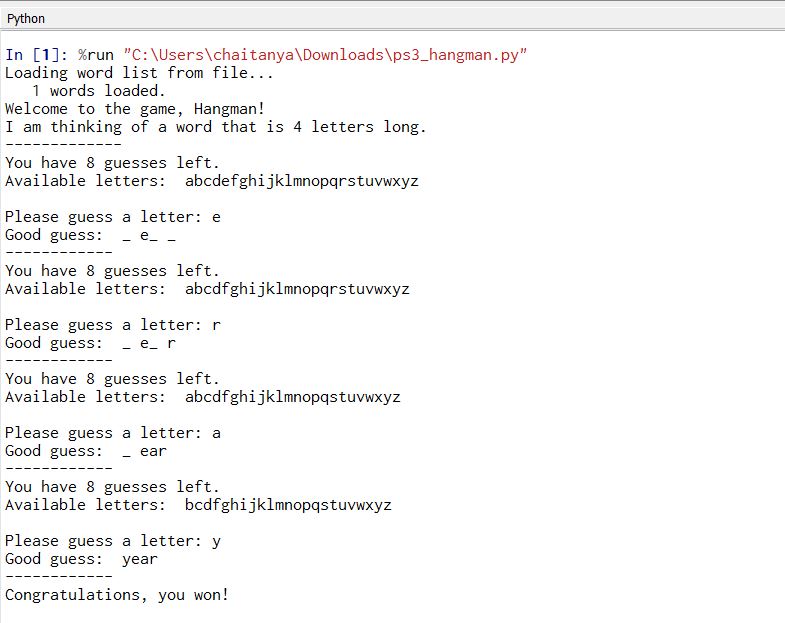 Python
In [1]: %run "C:\Users\chaitanya\Downloads\ps3_hangman.py"
Loading word list from file...
   1 words loaded.
Welcome to the game, Hangman!
I am thinking of a word that is 4 letters long.
-------------
You have 8 guesses left.
Available letters:  abcdefghijklmnopqrstuvwxyz
Please guess a letter: e
Good guess:  _ e_ _
------------
You have 8 guesses left.
Available letters:  abcdfghijklmnopqrstuvwxyz
Please guess a letter: r
Good guess:  _ e_ r
------------
You have 8 guesses left.
Available letters:  abcdfghijklmnopqstuvwxyz
Please guess a letter: a
Good guess:  _ ear
------------
You have 8 guesses left.
Available letters:  bcdfghijklmnopqstuvwxyz
Please guess a letter: y
Good guess:  year
------------
Congratulations, you won!